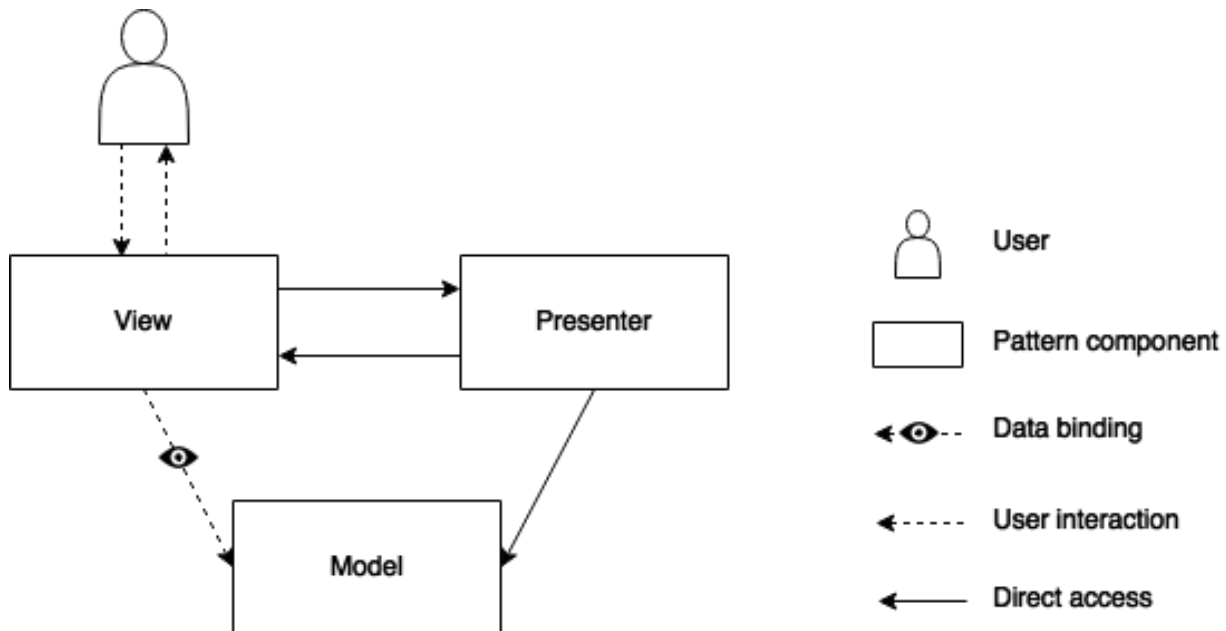 View
Presenter
Model
User
Pattern component
Data binding
User interaction
Direct access